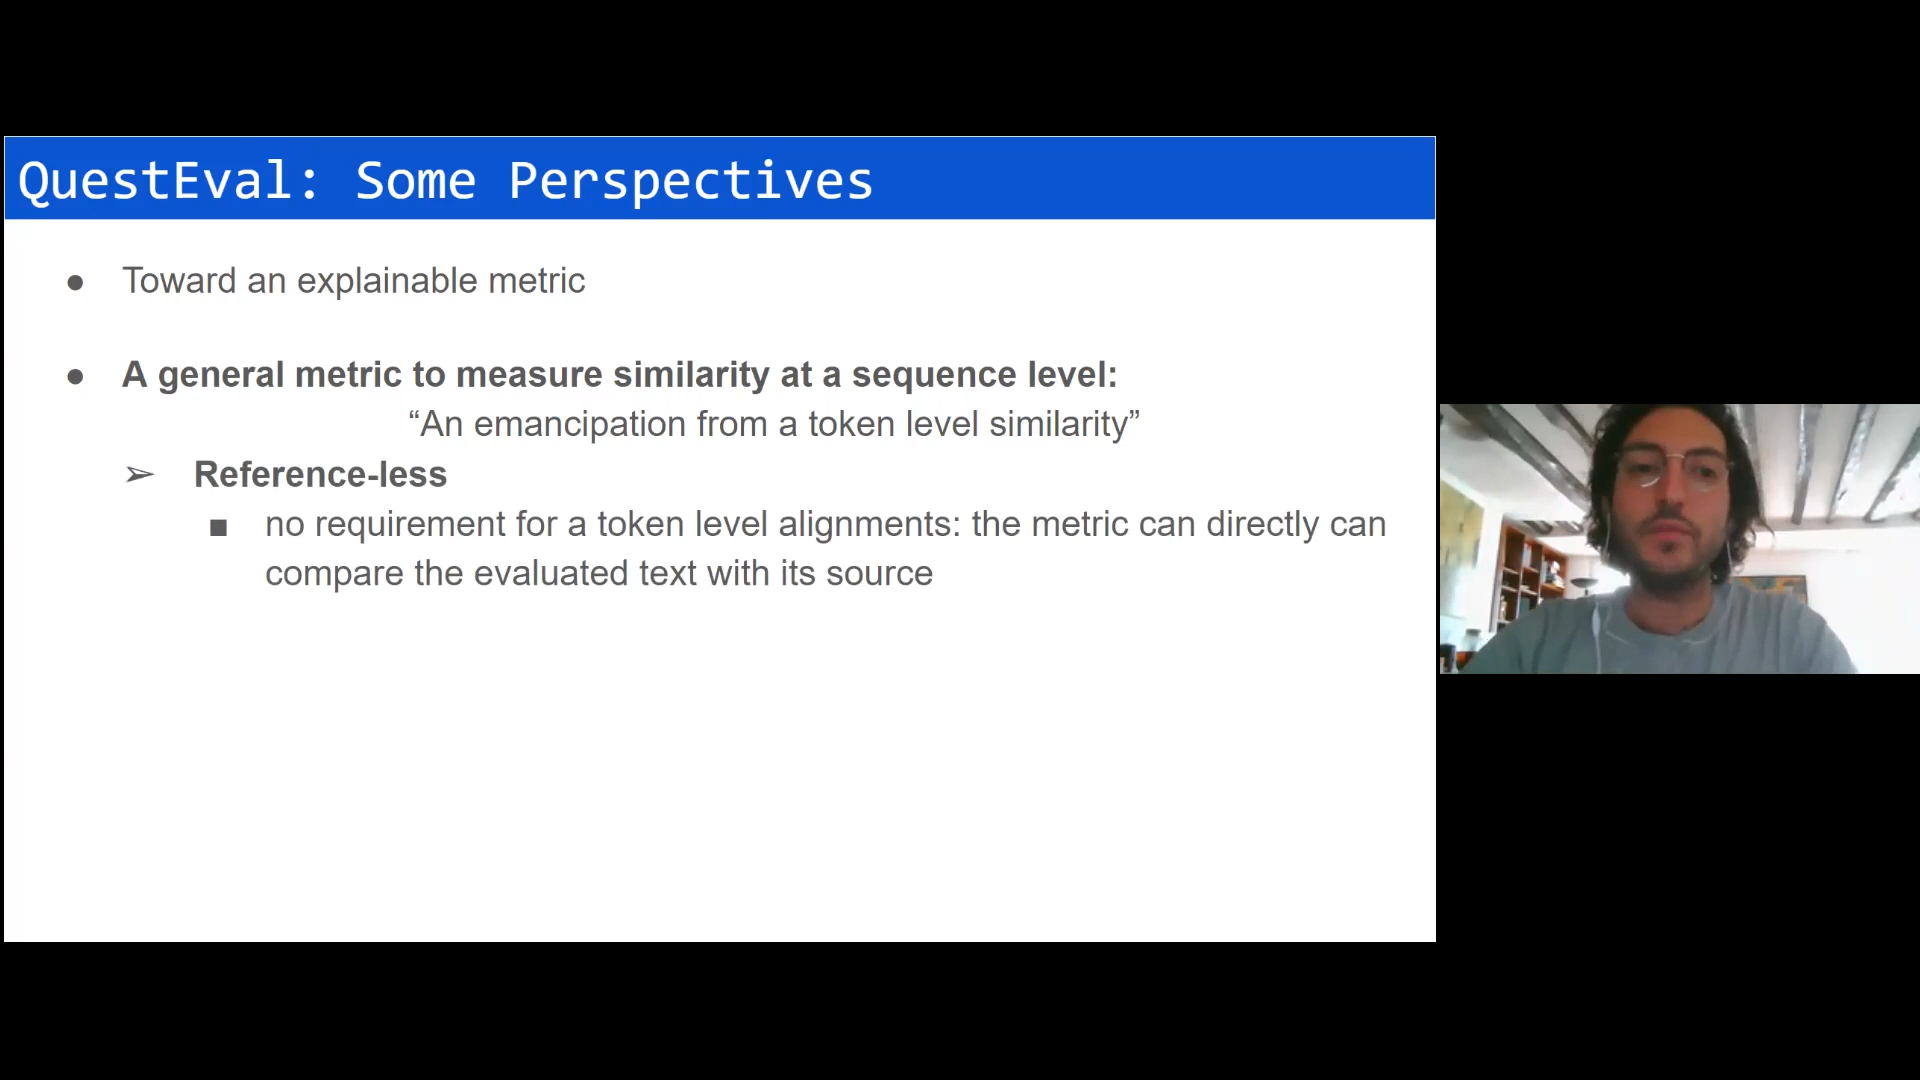 QuestEval: Some Perspectives
● Toward an explainable metric
● A general metric to measure similarity at a sequence level:
“An emancipation from a token level similarity”
➢ Reference-less
■ no requirement for a token level alignments: the metric can directly can
compare the evaluated text with its source